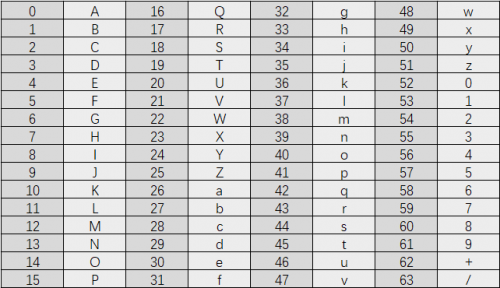 0 A 16 Q 32 g 48 w
1 B 17 R 33 h 49 x
2 C 18 S 34 i 50 y
3 D 19 T 35 j 51 z
4 E 20 U 36 k 52 0
5 F 21 V 37 l 53 1
6 G 22 W 38 m 54 2
7 H 23 X 39 n 55 3
8 I 24 Y 40 o 56 4
9 J 25 Z 41 p 57 5
10 K 26 a 42 q 58 6
11 L 27 b 43 r 59 7
12 M 28 c 44 s 60 8
13 N 29 d 45 t 61 9
14 O 30 e 46 u 62 +
15 P 31 f 47 v 63 /